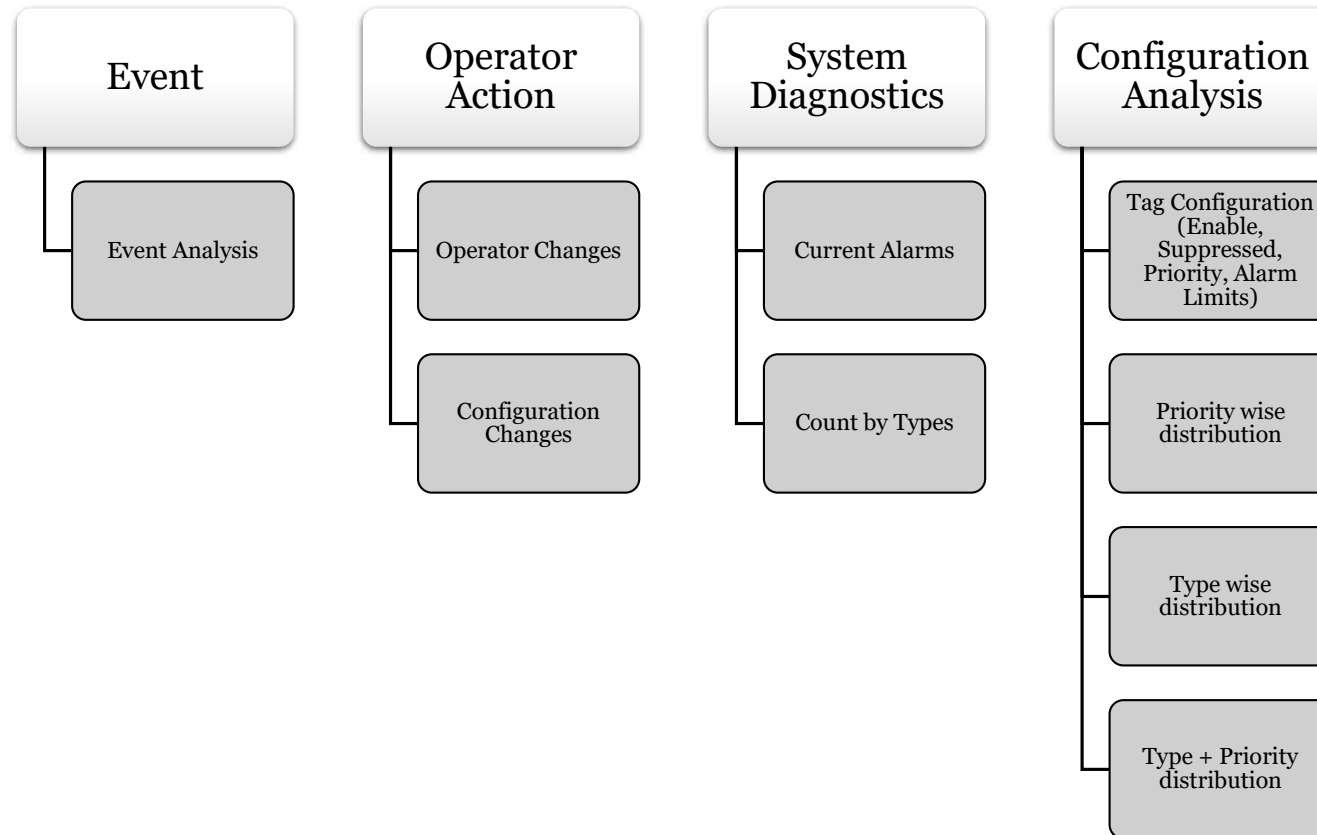 Event
Event Analysis
Operator
Action
Operator Changes
Configuration
Changes
System
Diagnostics
Current Alarms
Count by Types
Configuration
Analysis
Tag Configuration
(Enable,
Suppressed,
Priority, Alarm
Limits)
Priority wise
distribution
Type wise
distribution
Type + Priority
distribution